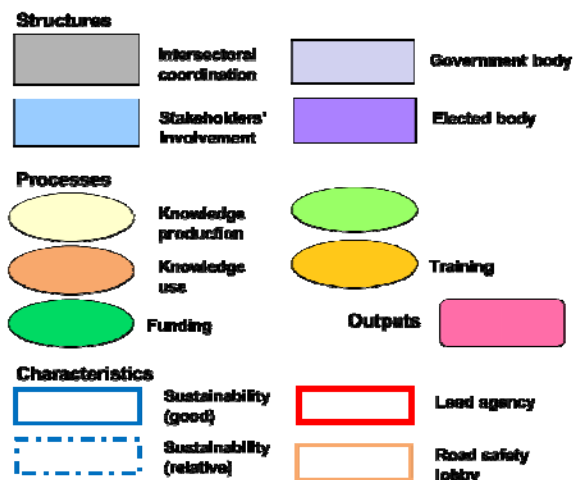 Structures
Intersectoral
coordination
Government body
Stakeholders'
Involvement
Elected body
Processes
Knowledge
production
Knowledge
use
Training
Funding
Outputs
Characteristics
Sustainability
(good)
Lead agency
Sustainability
(relative)
Road safety
lobby